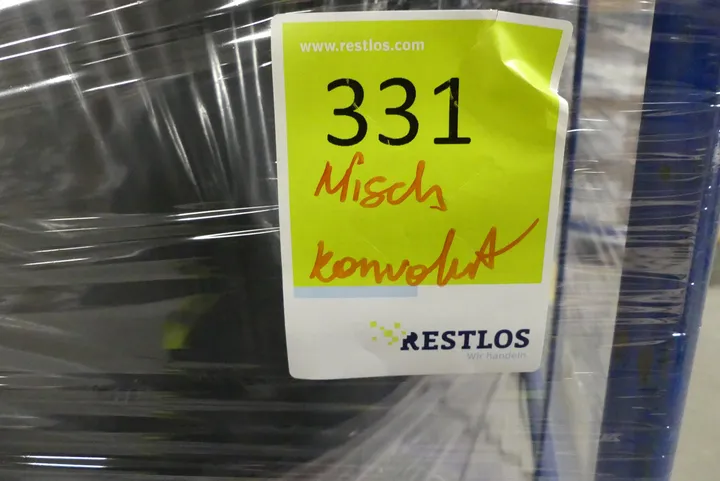 www.restlos.com
331
Misch
konvolut
RESTLOS
Wir handeln.